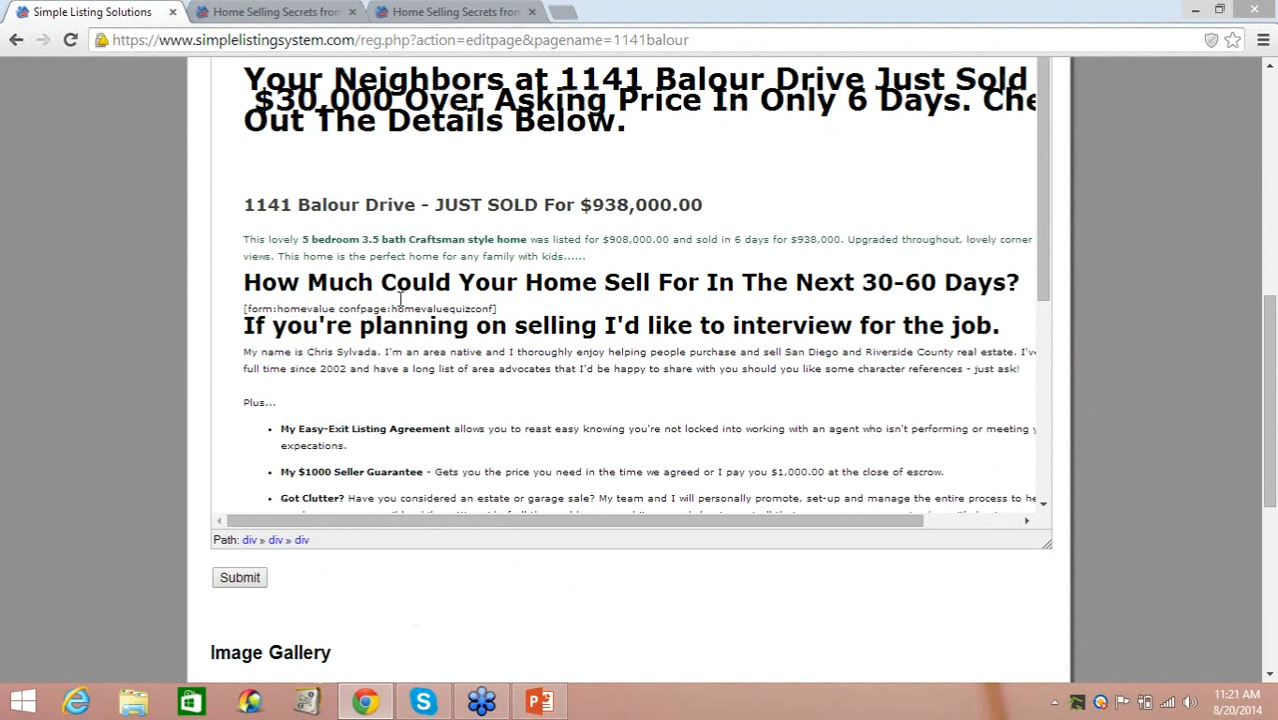 Simple Listing Solutions
Home Selling Secrets from
Home Selling Secrets from
https://www.simplelistingsystem.com/reg.php?action=editpage&pagename=1141balour
Your Neighbors at 1141 Balour Drive Just Sold
$30,000 Over Asking Price In Only 6 Days. Che
Out The Details Below.
1141 Balour Drive - JUST SOLD For $938,000.00
This lovely 5 bedroom 3.5 bath Craftsman style home was listed for $908,000.00 and sold in 6 days for $938,000. Upgraded throughout, lovely corner
views. This home is the perfect home for any family with kids......
How Much Could Your Home Sell For In The Next 30-60 Days?
[form:homevalue confpage:homevaluequizconf]
If you're planning on selling I'd like to interview for the job.
My name is Chris Sylvada. I'm an area native and I thoroughly enjoy helping people purchase and sell San Diego and Riverside County real estate. I've
full time since 2002 and have a long list of area advocates that I'd be happy to share with you should you like some character references - just ask!
Plus...
My Easy-Exit Listing Agreement allows you to reast easy knowing you're not locked into working with an agent who isn't performing or meeting
expecations.
My $1000 Seller Guarantee - Gets you the price you need in the time we agreed or I pay you $1,000.00 at the close of escrow.
Got Clutter? Have you considered an estate or garage sale? My team and I will personally promote, set-up and manage the entire process to he
Path: div » div » div
Submit
Image Gallery
11:21 AM
8/20/2014